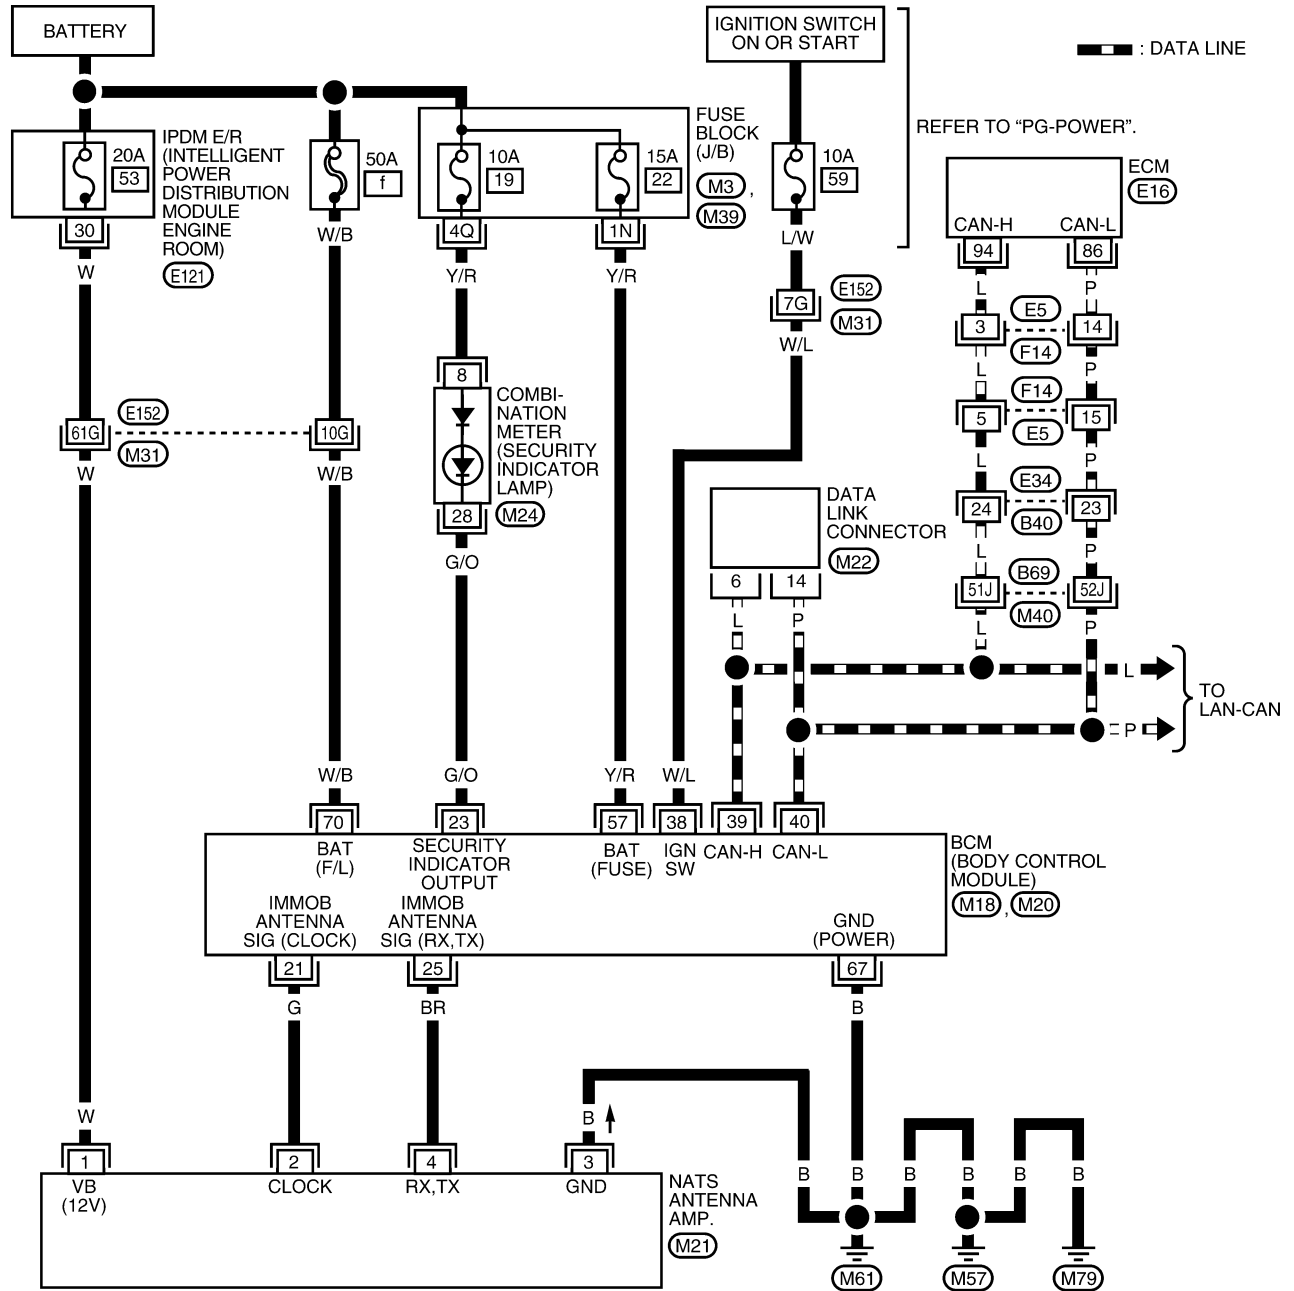 BATTERY
IGNITION SWITCH
ON OR START
: DATA LINE
REFER TO “PG-POWER”.
20A
53
30
IPDM E/R
(INTELLIGENT
POWER
DISTRIBUTION
MODULE
ENGINE
ROOM)
E121
50A
f
W/B
10A
19
4Q
15A
22
1N
FUSE
BLOCK
(J/B)
M3 ,
M39
10A
59
L/W
ECM
E16
CAN-H
CAN-L
94
86
W
Y/R
Y/R
7G
E152
M31
W/L
L
P
3
E5
F14
14
L
P
5
F14
E5
15
L
P
24
E34
B40
23
L
P
51J
B69
M40
52J
L
P
8
COMBI-
NATION
METER
(SECURITY
INDICATOR
LAMP)
M24
28
G/O
61G
E152
M31
10G
W
W/B
DATA
LINK
CONNECTOR
M22
6
14
L
P
L
P
TO
LAN-CAN
W/B
G/O
Y/R
W/L
70
23
57
38
39
40
BAT
(F/L)
SECURITY
INDICATOR
OUTPUT
BAT
(FUSE)
IGN
SW
CAN-H
CAN-L
BCM
(BODY CONTROL
MODULE)
M18 , M20
IMMOB
ANTENNA
SIG (CLOCK)
IMMOB
ANTENNA
SIG (RX,TX)
GND
(POWER)
21
25
67
G
BR
B
W
B
1
2
4
3
VB
(12V)
CLOCK
RX,TX
GND
NATS
ANTENNA
AMP.
M21
B
B
B
B
B
B
M61
M57
M79